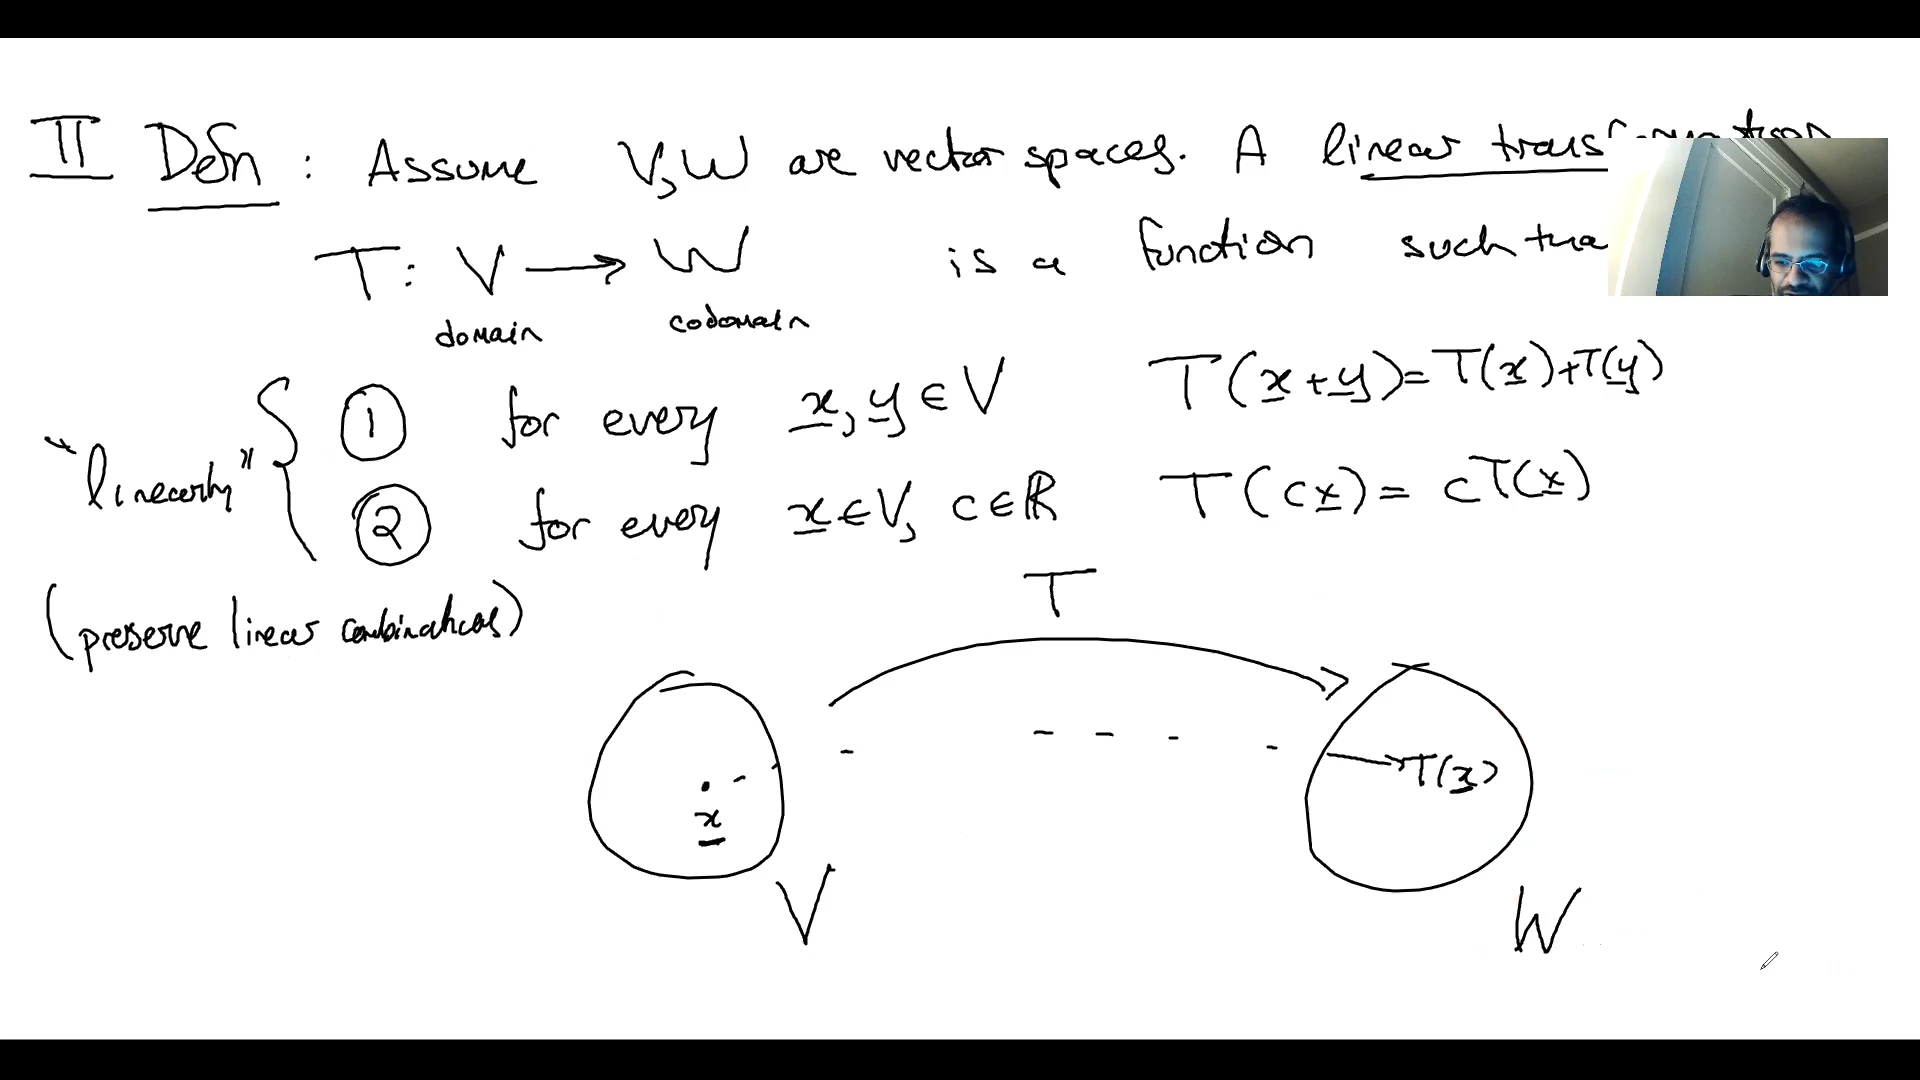 II Defn : Assume V, W are vector spaces. A linear transformation
T: V → W is a function such tha
domain codomain
① for every x, y ∈ V T(x+y)=T(x)+T(y)
"linearity"
② for every x ∈ V, c ∈ ℝ T(cx) = cT(x)
(preserve linear combinations)
T
x
T(x)
V
W